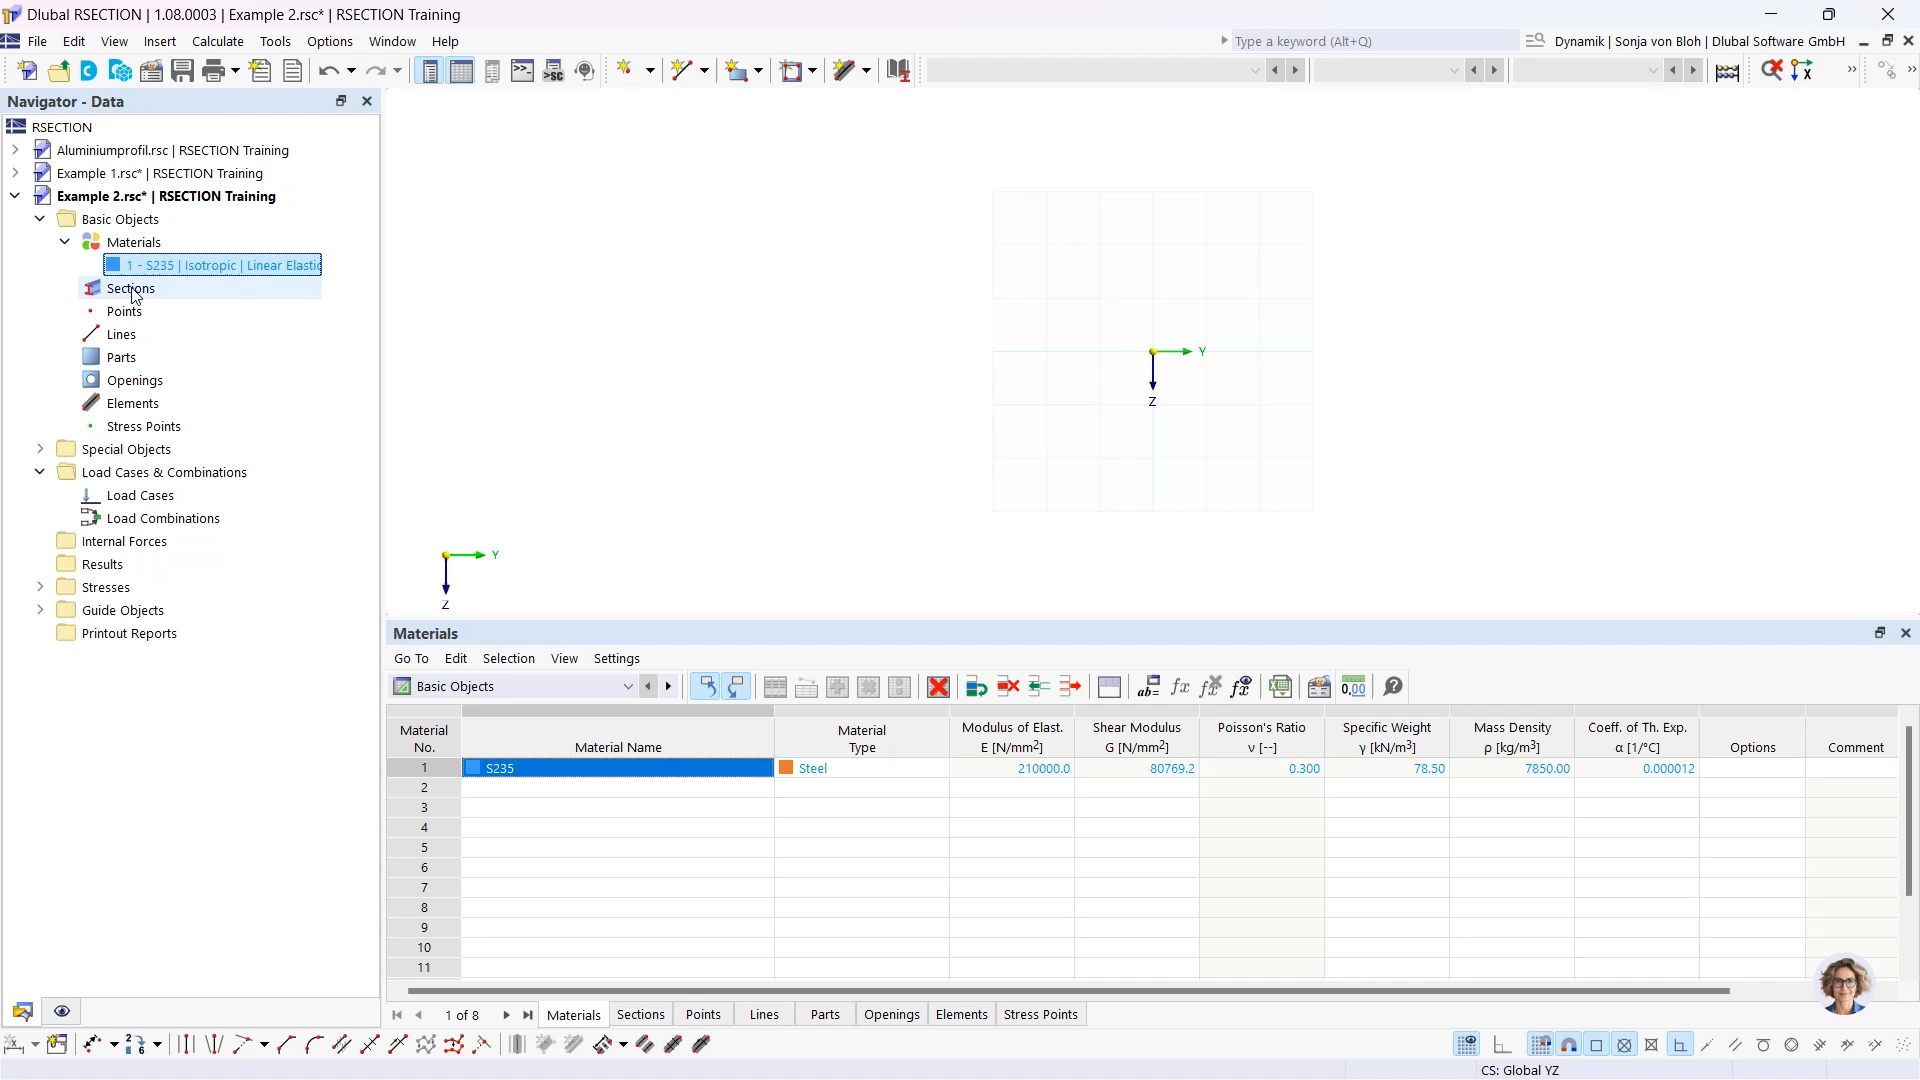 Dlubal RSECTION | 1.08.0003 | Example 2.rsc* | RSECTION Training
File Edit View Insert Calculate Tools Options Window Help
Type a keyword (Alt+Q)
Dynamik | Sonja von Bloh | Dlubal Software GmbH
Navigator - Data
RSECTION
Aluminiumprofil.rsc | RSECTION Training
Example 1.rsc* | RSECTION Training
Example 2.rsc* | RSECTION Training
Basic Objects
Materials
1 - S235 | Isotropic | Linear Elastic
Sections
Points
Lines
Parts
Openings
Elements
Stress Points
Special Objects
Load Cases & Combinations
Load Cases
Load Combinations
Internal Forces
Results
Stresses
Guide Objects
Printout Reports
Y
Z
Y
Z
Materials
Go To Edit Selection View Settings
Basic Objects
Material No. Material Name Material Type Modulus of Elast. E [N/mm2] Shear Modulus G [N/mm2] Poisson's Ratio ν [--] Specific Weight γ [kN/m3] Mass Density ρ [kg/m3] Coeff. of Th. Exp. α [1/°C] Options Comment
1 S235 Steel 210000.0 80769.2 0.300 78.50 7850.00 0.000012
2
3
4
5
6
7
8
9
10
11
1 of 8 Materials Sections Points Lines Parts Openings Elements Stress Points
CS: Global YZ